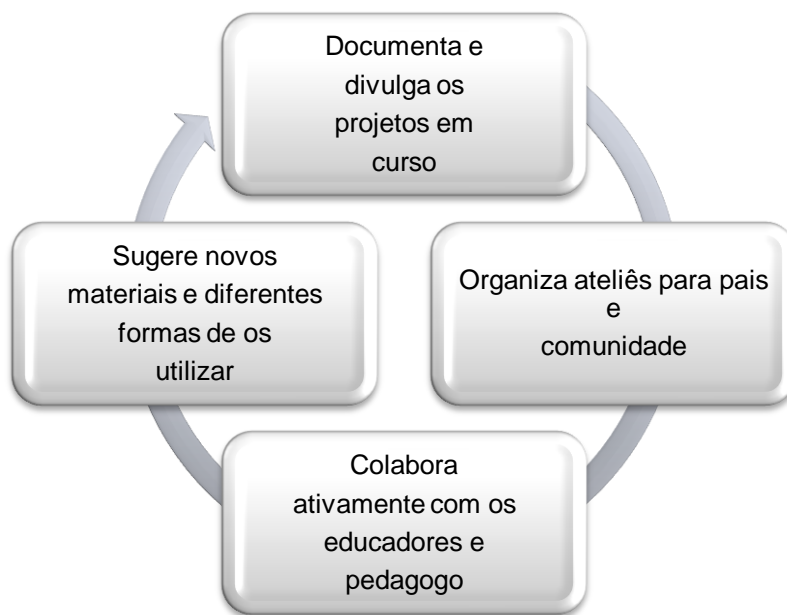 Documenta e
divulga os
projetos em
curso
Organiza ateliês para pais
e
comunidade
Colabora
ativamente com os
educadores e
pedagogo
Sugere novos
materiais e diferentes
formas de os
utilizar